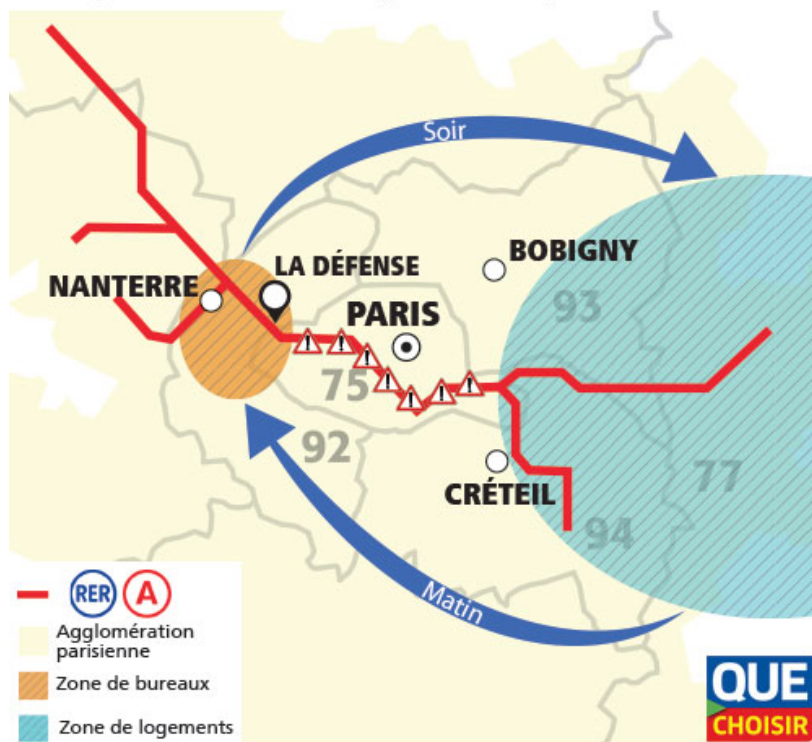 Soir
BOBIGNY
LA DÉFENSE
NANTERRE
PARIS
93
75
92
CRÉTEIL
77
94
Matin
RER A
Agglomération
parisienne
Zone de bureaux
Zone de logements
QUE
CHOISIR